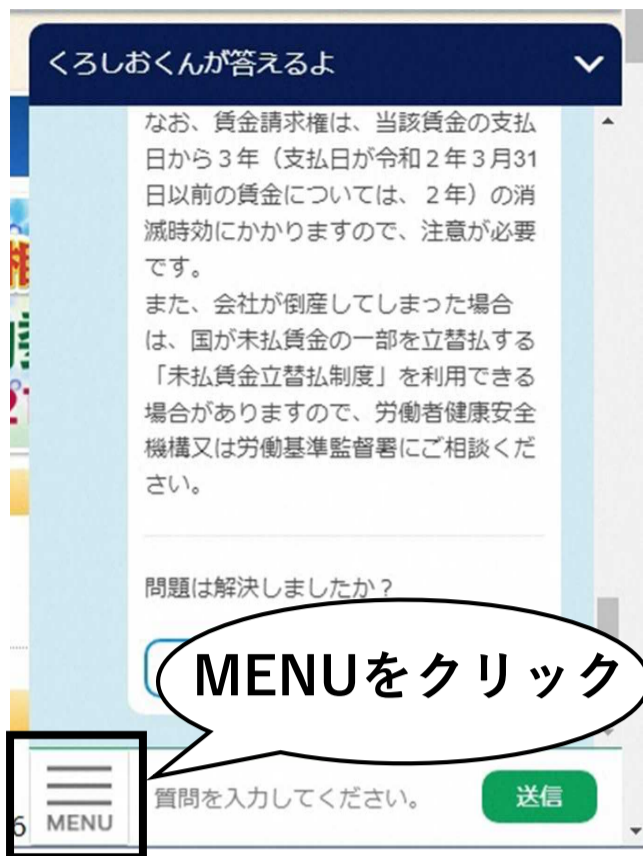 くろしおくんが答えるよ
なお、賃金請求権は、当該賃金の支払
日から３年（支払日が令和２年３月31
日以前の賃金については、２年）の消
滅時効にかかりますので、注意が必要
です。
また、会社が倒産してしまった場合
は、国が未払賃金の一部を立替払する
「未払賃金立替払制度」を利用できる
場合がありますので、労働者健康安全
機構又は労働基準監督署にご相談くだ
さい。
問題は解決しましたか？
MENUをクリック
6
MENU
質問を入力してください。
送信